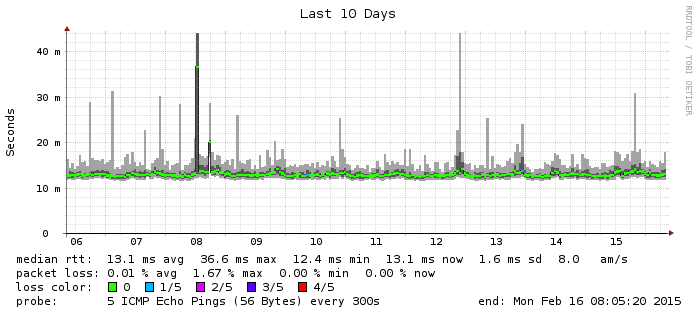 Last 10 Days
RRDTOOL / TOBI OETIKER
Seconds
40 m
30 m
20 m
10 m
0
06 07 08 09 10 11 12 13 14 15
median rtt: 13.1 ms avg 36.6 ms max 12.4 ms min 13.1 ms now 1.6 ms sd 8.0 am/s
packet loss: 0.01 % avg 1.67 % max 0.00 % min 0.00 % now
loss color: 0 1/5 2/5 3/5 4/5
probe: 5 ICMP Echo Pings (56 Bytes) every 300s end: Mon Feb 16 08:05:20 2015